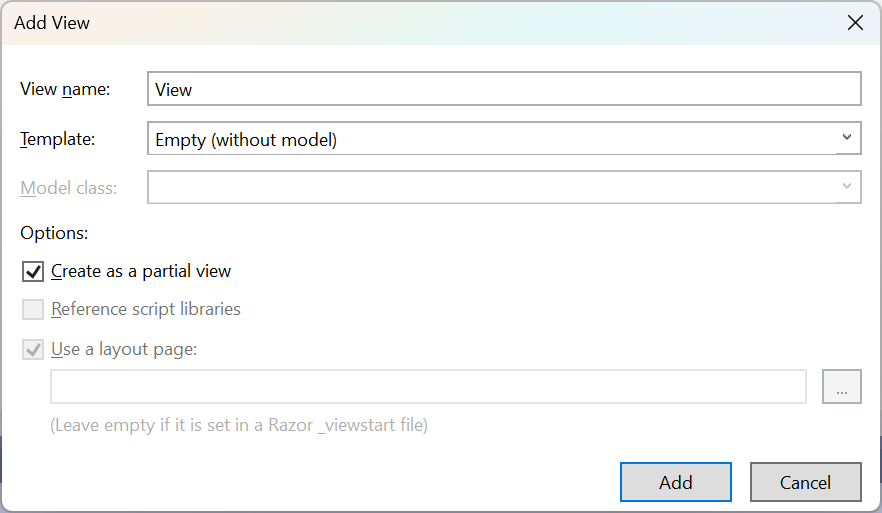 Add View
View name: View
Template: Empty (without model)
Model class:
Options:
Create as a partial view
Reference script libraries
Use a layout page:
...
(Leave empty if it is set in a Razor _viewstart file)
Add Cancel